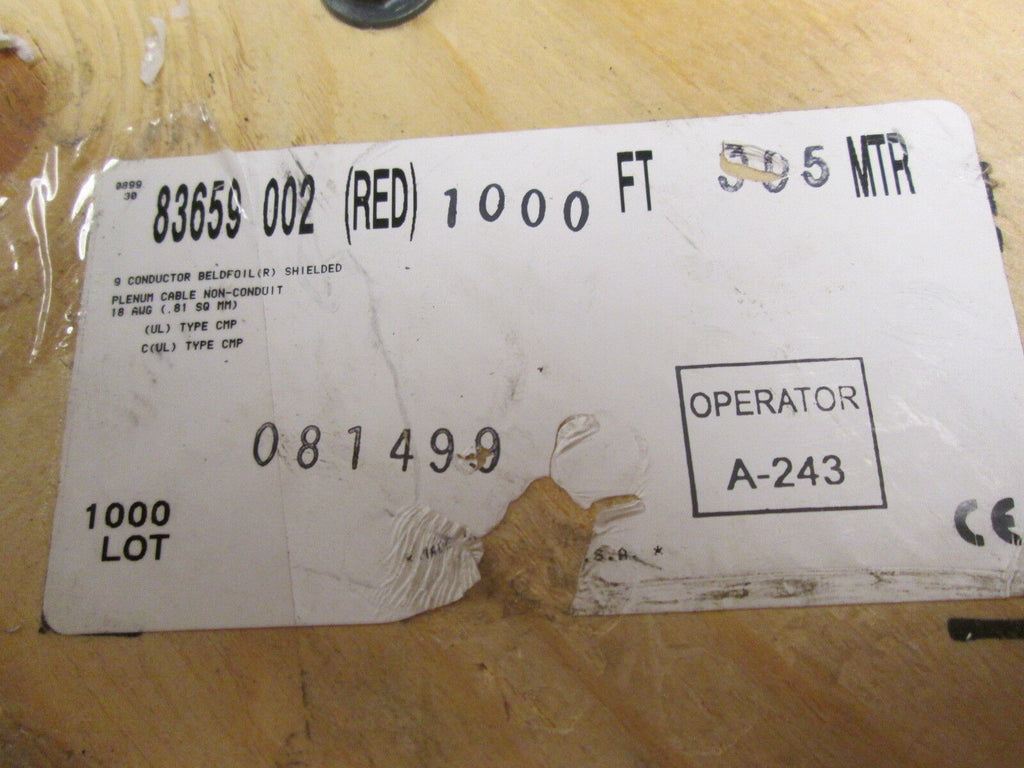 0899
30
83659 002 (RED) 1000 FT 305 MTR
9 CONDUCTOR BELDFOIL(R) SHIELDED
PLENUM CABLE NON-CONDUIT
18 AWG (.81 SQ MM)
(UL) TYPE CMP
C(UL) TYPE CMP
081499
OPERATOR
A-243
1000
LOT
CE
S.A. *